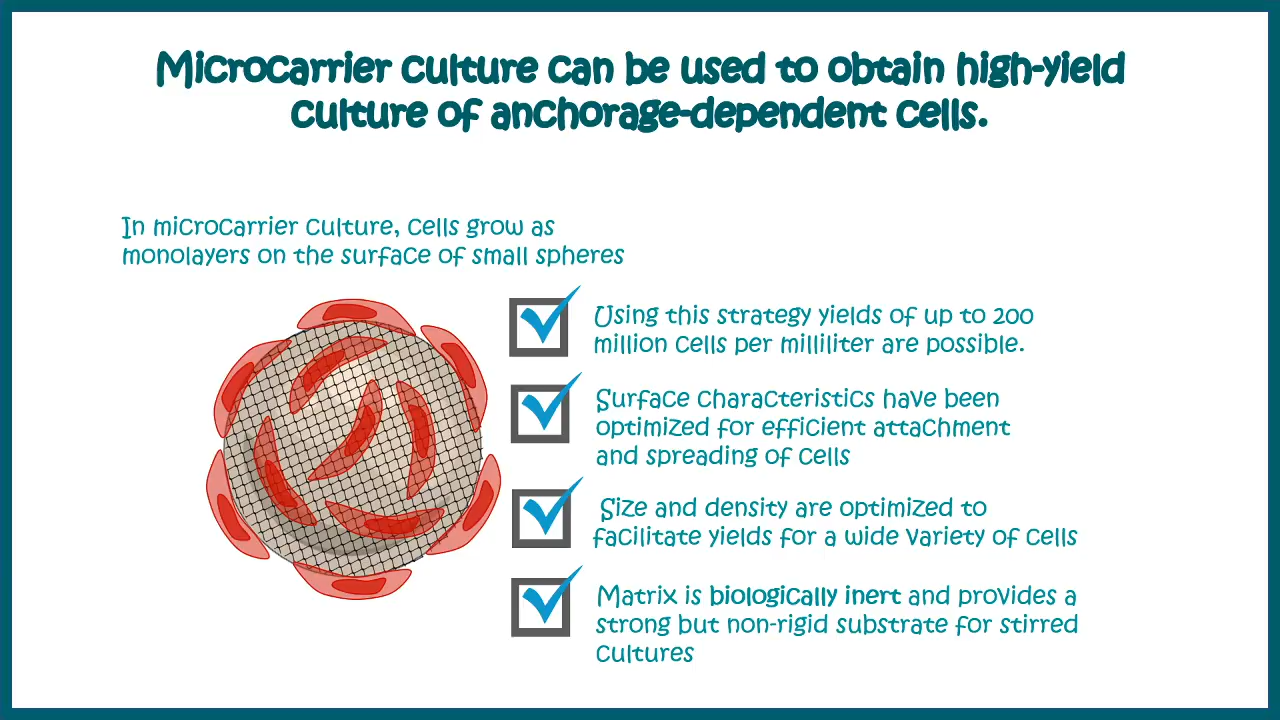 Microcarrier culture can be used to obtain high-yield
culture of anchorage-dependent cells.
In microcarrier culture, cells grow as
monolayers on the surface of small spheres
Using this strategy yields of up to 200
million cells per milliliter are possible.
Surface characteristics have been
optimized for efficient attachment
and spreading of cells
Size and density are optimized to
facilitate yields for a wide variety of cells
Matrix is biologically inert and provides a
strong but non-rigid substrate for stirred
cultures